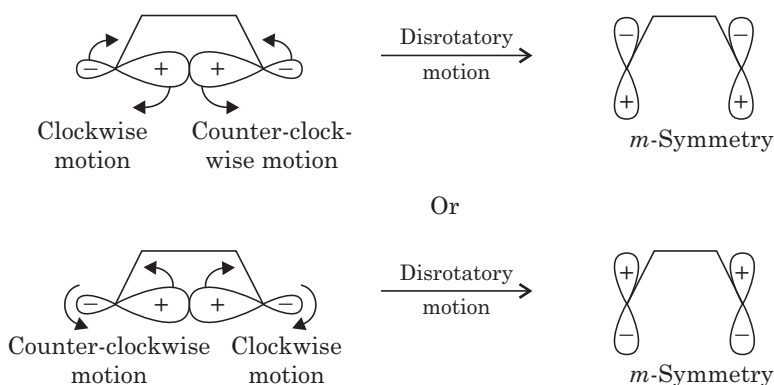 − + + −
Disrotatory
motion
− −
+ +
Clockwise
motion
Counter-clock-
wise motion
m-Symmetry
Or
− + + −
Disrotatory
motion
+ +
− −
Counter-clockwise
motion
Clockwise
motion
m-Symmetry